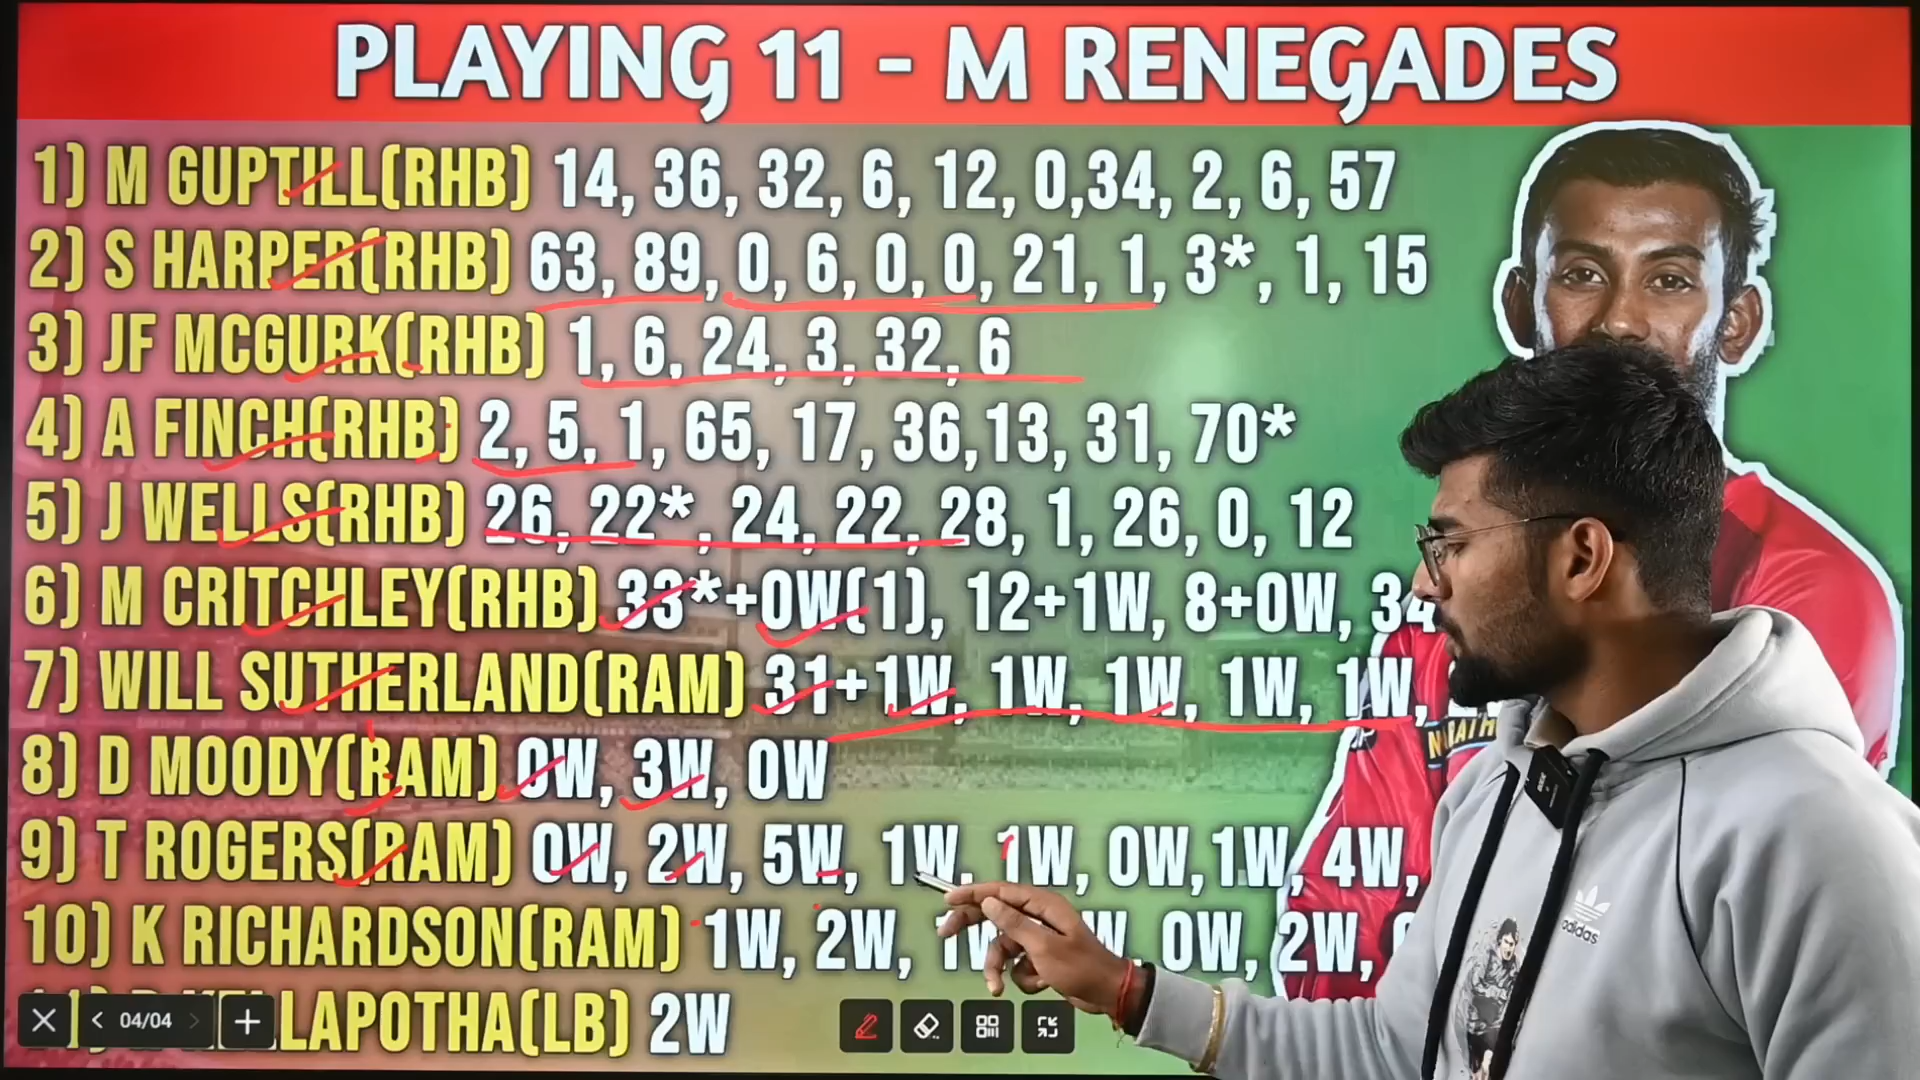 PLAYING 11 - M RENEGADES
1) M GUPTILL(RHB) 14, 36, 32, 6, 12, 0,34, 2, 6, 57
2) S HARPER(RHB) 63, 89, 0, 6, 0, 0, 21, 1, 3*, 1, 15
3) JF MCGURK(RHB) 1, 6, 24, 3, 32, 6
4) A FINCH(RHB) 2, 5, 1, 65, 17, 36,13, 31, 70*
5) J WELLS(RHB) 26, 22*, 24, 22, 28, 1, 26, 0, 12
6) M CRITCHLEY(RHB) 33*+0W(1), 12+1W, 8+0W, 34
7) WILL SUTHERLAND(RAM) 31+1W, 1W, 1W, 1W, 1W,
8) D MOODY(RAM) 0W, 3W, 0W
9) T ROGERS(RAM) 0W, 2W, 5W, 1W, 1W, 0W,1W, 4W,
10) K RICHARDSON(RAM) 1W, 2W, 0W, 2W,
LAPOTHA(LB) 2W
04/04
adidas